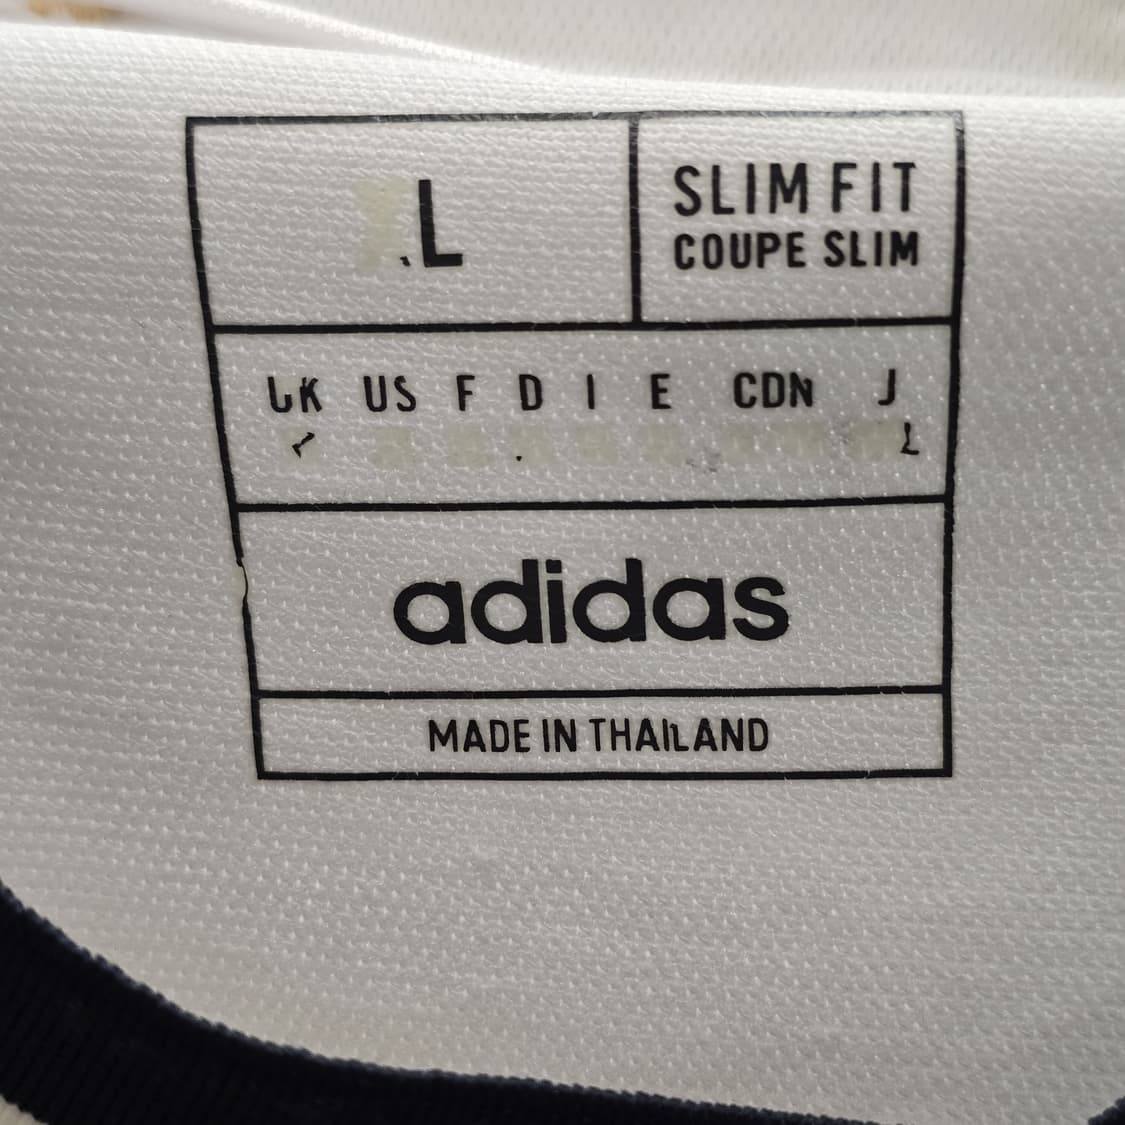 L
SLIM FIT
COUPE SLIM
UK US F D I E CDN J
L
adidas
MADE IN THAILAND